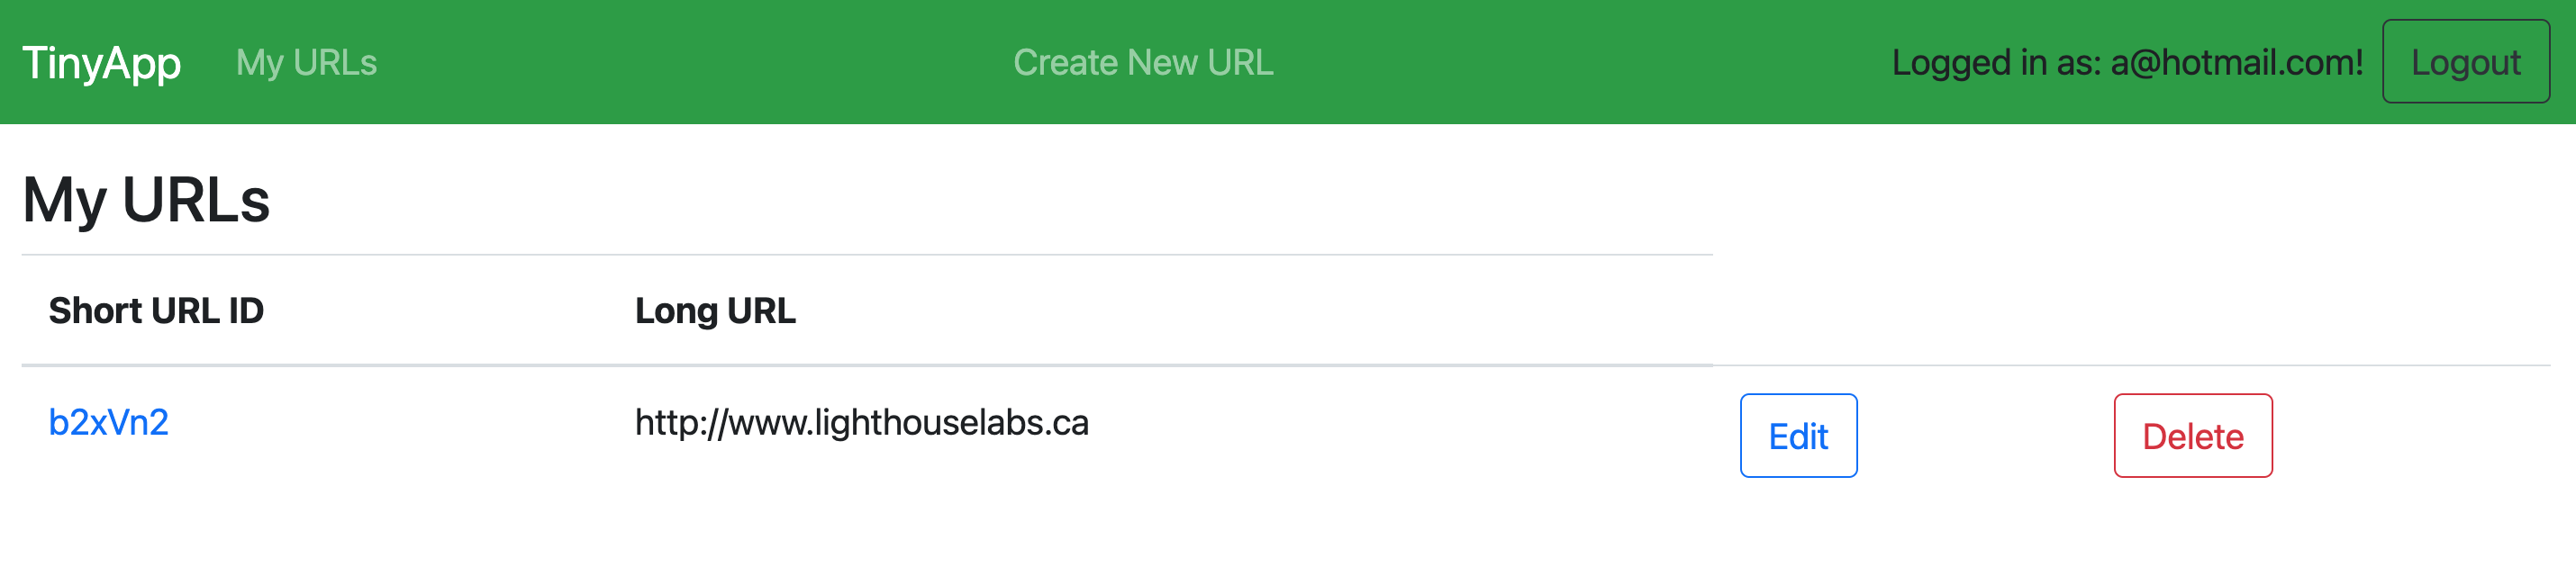 TinyApp My URLs Create New URL Logged in as: a@hotmail.com! Logout
My URLs
Short URL ID Long URL
b2xVn2 http://www.lighthouselabs.ca Edit Delete